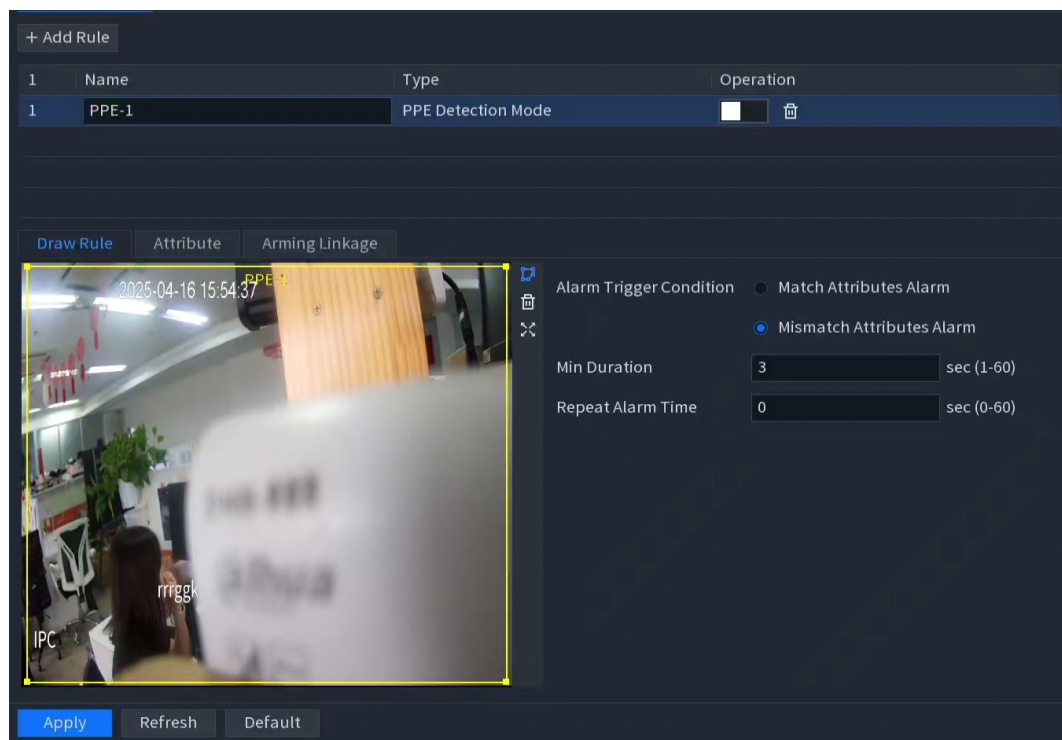 + Add Rule
1 Name Type Operation
1 PPE-1 PPE Detection Mode
Draw Rule Attribute Arming Linkage
PPE-1
2025-04-16 15:54:37
Alarm Trigger Condition Match Attributes Alarm
Mismatch Attributes Alarm
Min Duration 3 sec (1-60)
Repeat Alarm Time 0 sec (0-60)
rrrggk
IPC
Apply Refresh Default